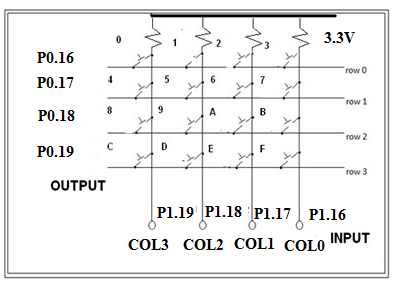 0 1 2 3 3.3V
P0.16 row 0
P0.17 4 5 6 7 row 1
P0.18 8 9 A B row 2
P0.19 C D E F row 3
OUTPUT
P1.19 P1.18 P1.17 P1.16
COL3 COL2 COL1 COL0 INPUT